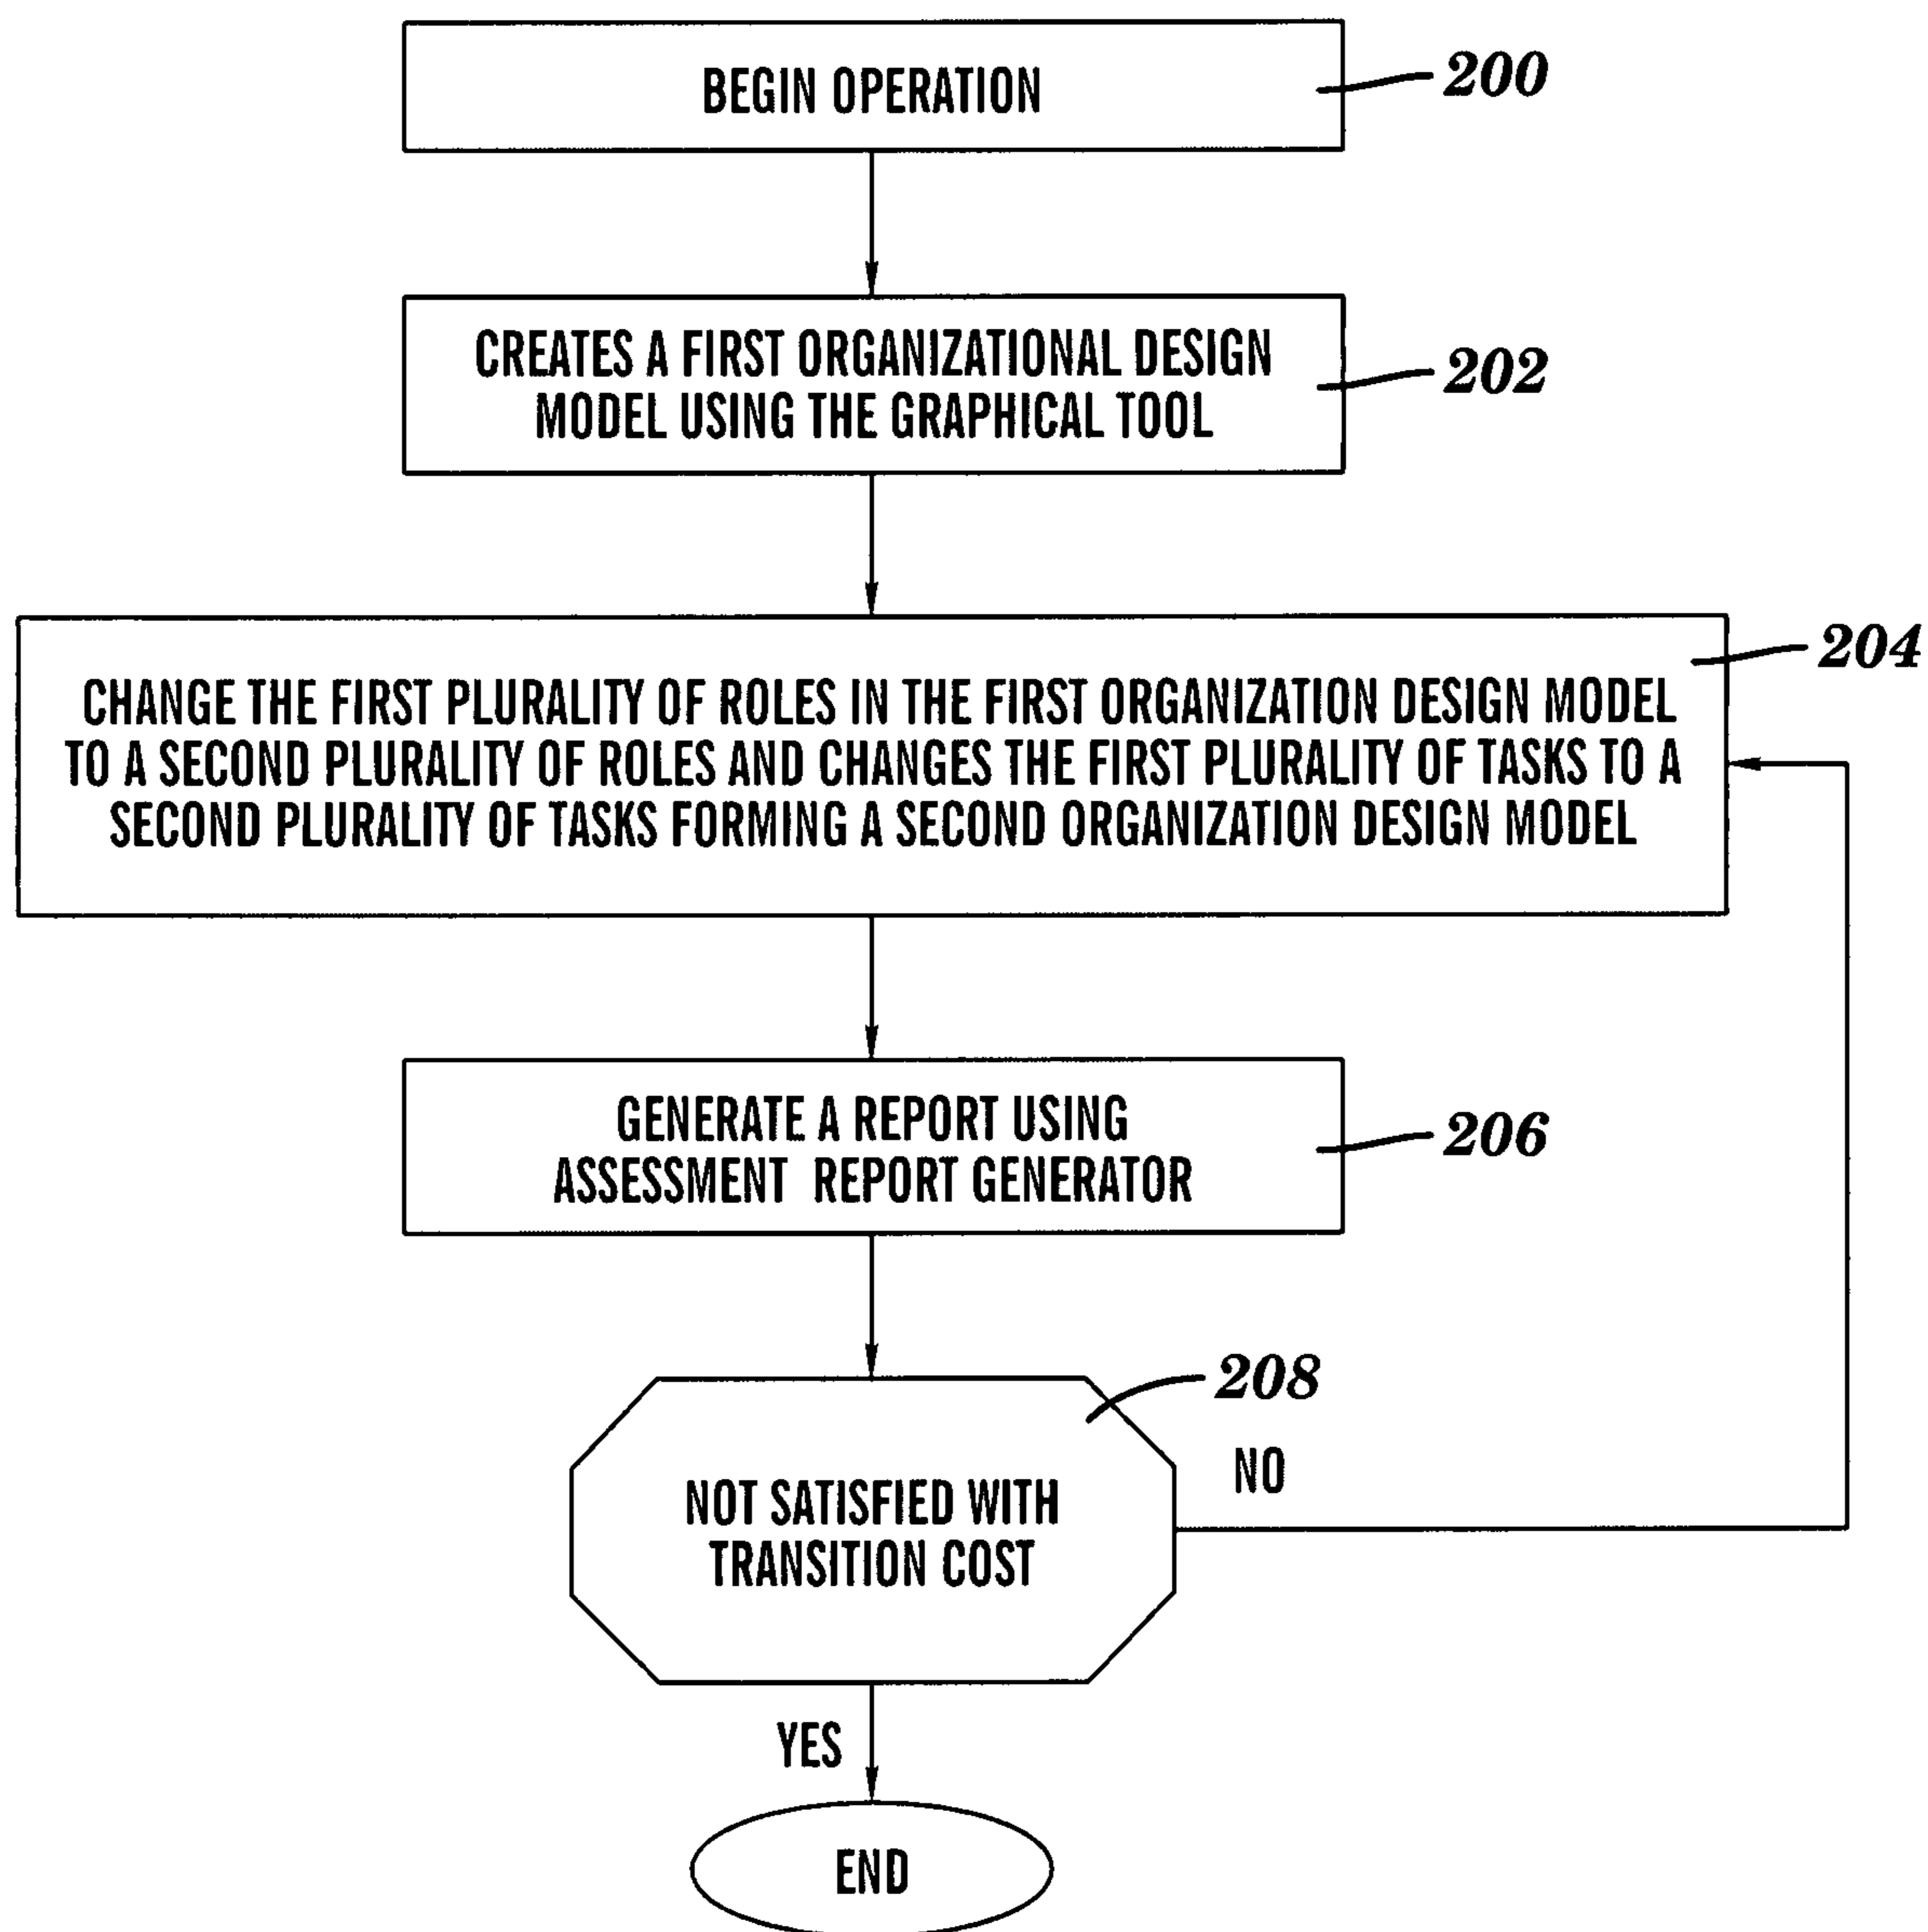 BEGIN OPERATION
200
CREATES A FIRST ORGANIZATIONAL DESIGN
MODEL USING THE GRAPHICAL TOOL
202
204
CHANGE THE FIRST PLURALITY OF ROLES IN THE FIRST ORGANIZATION DESIGN MODEL
TO A SECOND PLURALITY OF ROLES AND CHANGES THE FIRST PLURALITY OF TASKS TO A
SECOND PLURALITY OF TASKS FORMING A SECOND ORGANIZATION DESIGN MODEL
GENERATE A REPORT USING
ASSESSMENT REPORT GENERATOR
206
208
NO
NOT SATISFIED WITH
TRANSITION COST
YES
END